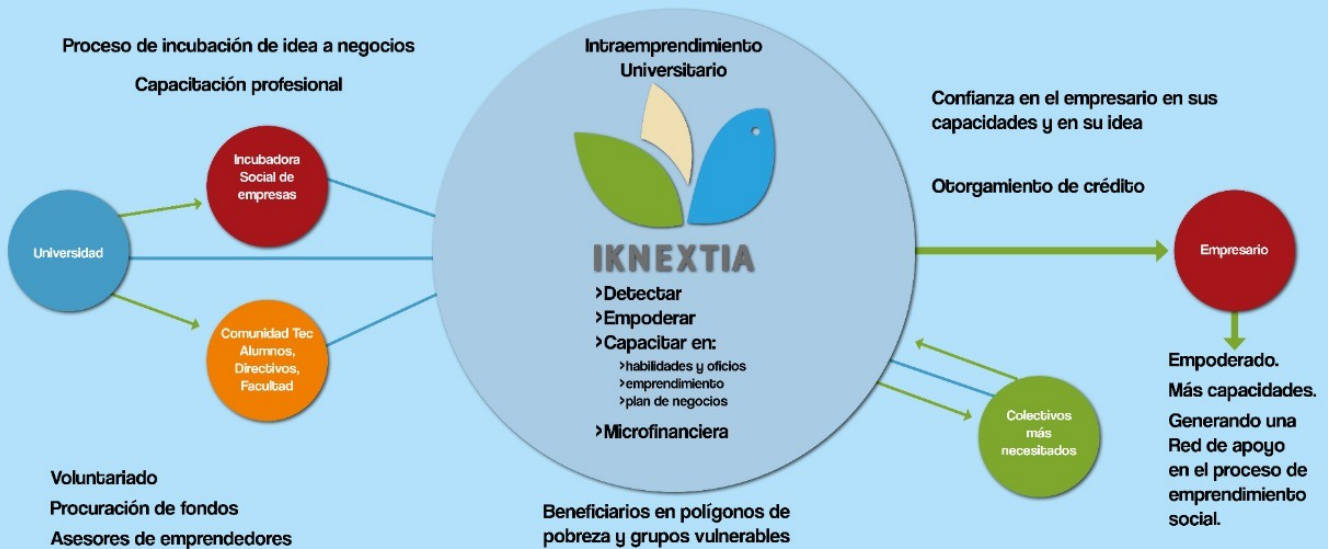 Proceso de incubación de idea a negocios
Capacitación profesional
Incubadora
Social de
empresas
Universidad
Comunidad Tec
Alumnos,
Directivos,
Facultad
Voluntariado
Procuración de fondos
Asesores de emprendedores
Intraemprendimiento
Universitario
IKNEXTIA
>Detectar
>Empoderar
>Capacitar en:
>habilidades y oficios
>emprendimiento
>plan de negocios
>Microfinanciera
Beneficiarios en polígonos de
pobreza y grupos vulnerables
Confianza en el empresario en sus
capacidades y en su idea
Otorgamiento de crédito
Empresario
Colectivos
más
necesitados
Empoderado.
Más capacidades.
Generando una
Red de apoyo
en el proceso de
emprendimiento
social.